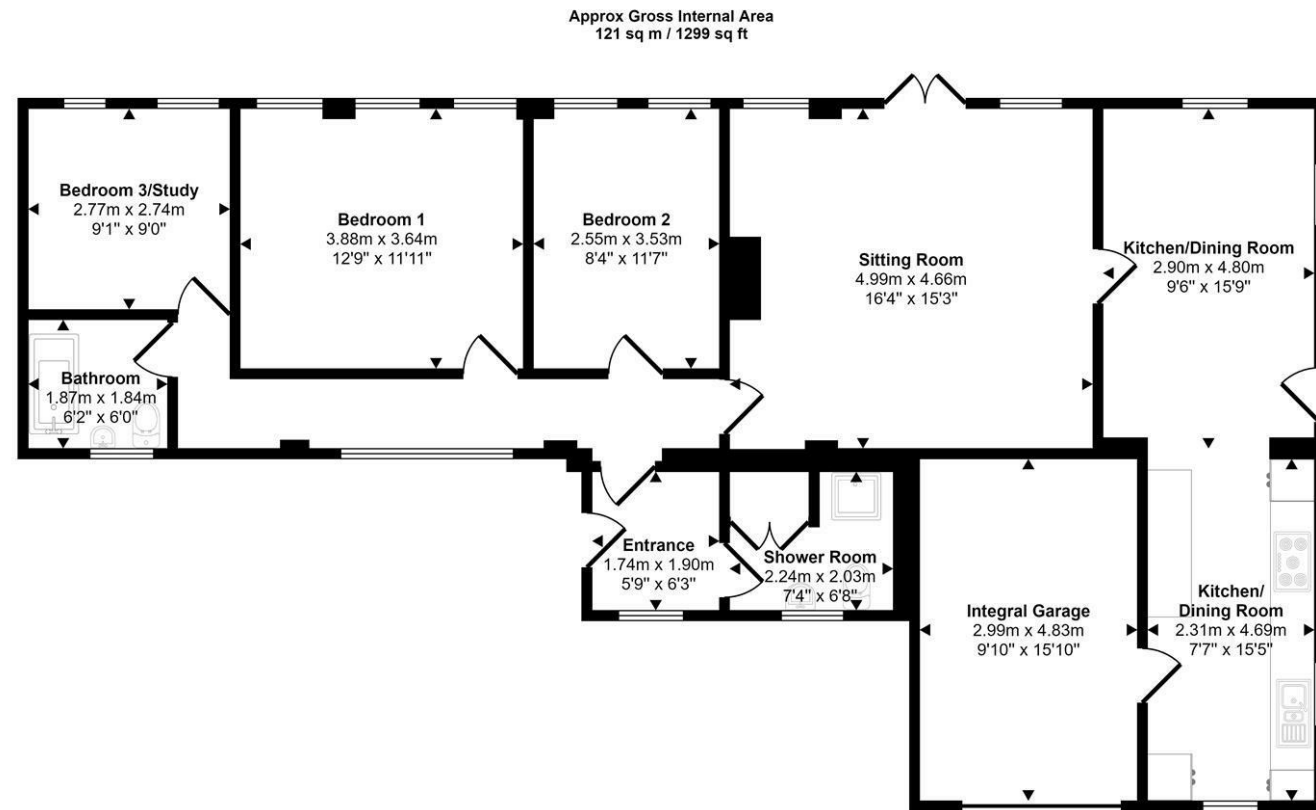 Approx Gross Internal Area
121 sq m / 1299 sq ft
Bedroom 3/Study
2.77m x 2.74m
9'1" x 9'0"
Bedroom 1
3.88m x 3.64m
12'9" x 11'11"
Bedroom 2
2.55m x 3.53m
8'4" x 11'7"
Sitting Room
4.99m x 4.66m
16'4" x 15'3"
Kitchen/Dining Room
2.90m x 4.80m
9'6" x 15'9"
Bathroom
1.87m x 1.84m
6'2" x 6'0"
Entrance
1.74m x 1.90m
5'9" x 6'3"
Shower Room
2.24m x 2.03m
7'4" x 6'8"
Integral Garage
2.99m x 4.83m
9'10" x 15'10"
Kitchen/
Dining Room
2.31m x 4.69m
7'7" x 15'5"